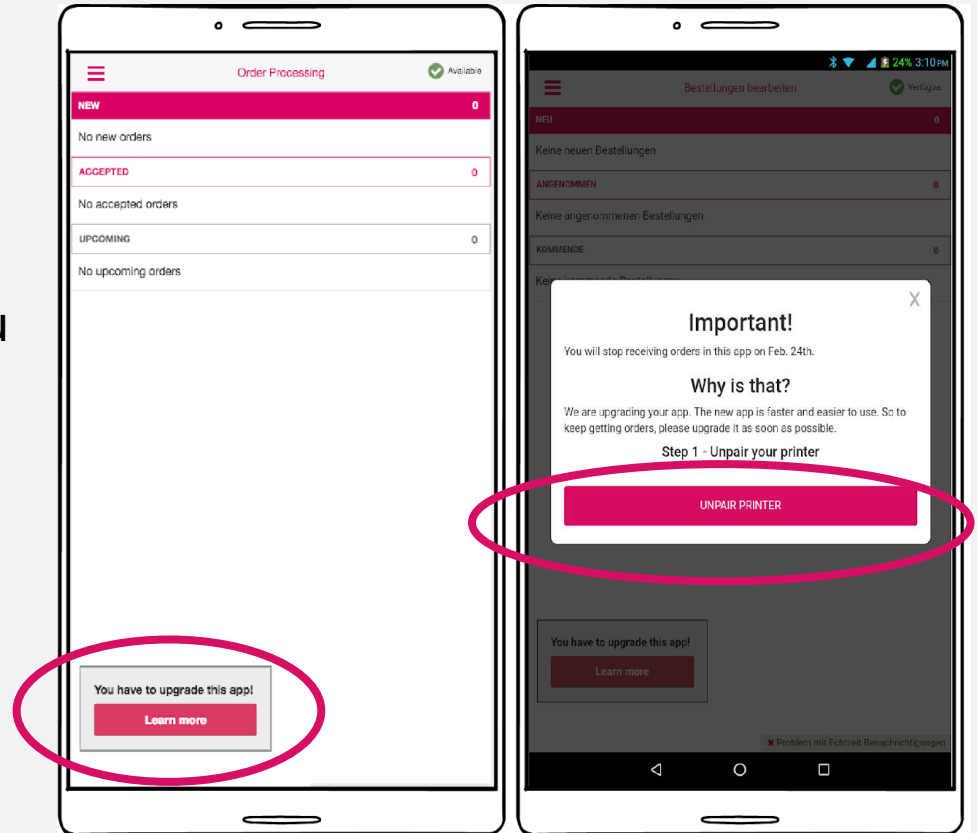 Order Processing
Available
NEW 0
No new orders
ACCEPTED 0
No accepted orders
UPCOMING 0
No upcoming orders
You have to upgrade this app!
Learn more
24% 3:10 PM
Bestellungen bearbeiten
Verfügbar
NEU 0
Keine neuen Bestellungen
ANGENOMMEN 0
Keine angenommenen Bestellungen
KOMMENDE 0
X
Important!
You will stop receiving orders in this app on Feb. 24th.
Why is that?
We are upgrading your app. The new app is faster and easier to use. So to
keep getting orders, please upgrade it as soon as possible.
Step 1 - Unpair your printer
UNPAIR PRINTER
You have to upgrade this app!
Learn more
Problem mit Echtzeit Benachrichtigungen